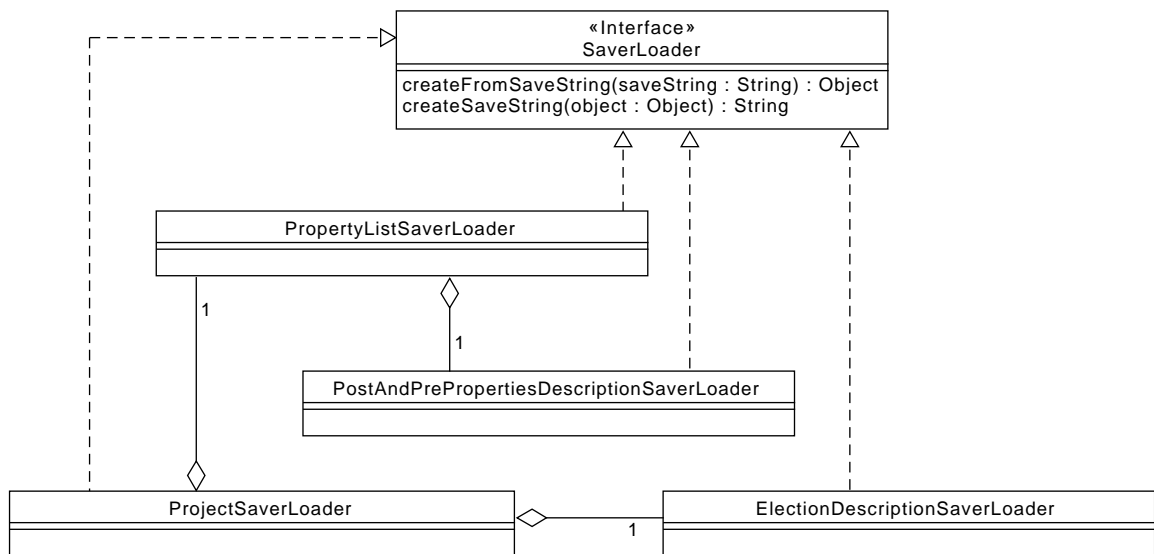 «Interface»
SaverLoader
createFromSaveString(saveString : String) : Object
createSaveString(object : Object) : String
PropertyListSaverLoader
1
1
PostAndPrePropertiesDescriptionSaverLoader
ProjectSaverLoader
ElectionDescriptionSaverLoader
1